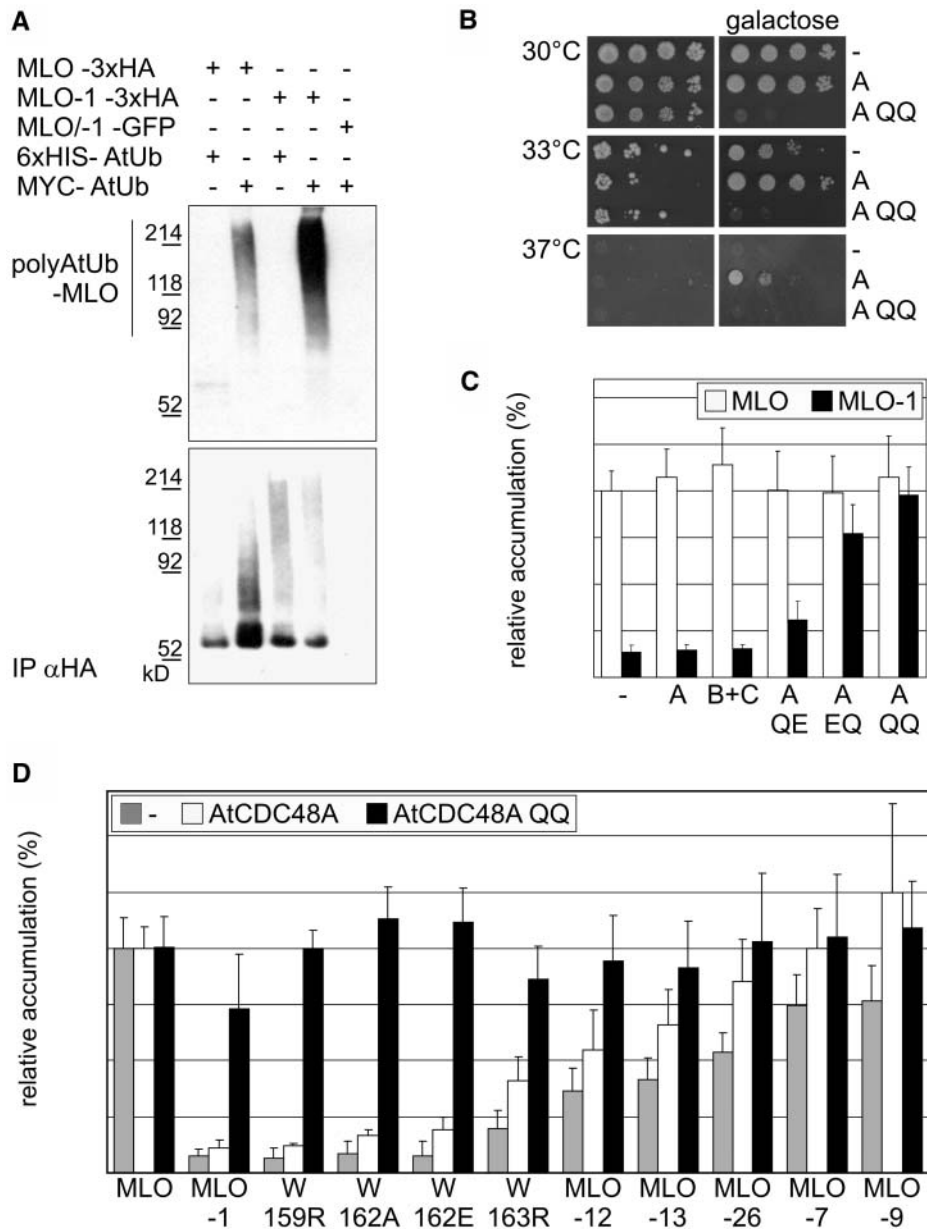 A
MLO -3xHA + + - - -
MLO-1 -3xHA - - + + -
MLO/-1 -GFP - - - - +
6xHIS- AtUb + - + - -
MYC- AtUb - + - + +
polyAtUb
-MLO
214
118
92
52
214
118
92
52
kD
IP αHA
B
galactose
30°C
-
A
A QQ
33°C
-
A
A QQ
37°C
-
A
A QQ
C
relative accumulation (%)
MLO MLO-1
- A B+C A A A
QE EQ QQ
D
relative accumulation (%)
- AtCDC48A AtCDC48A QQ
MLO MLO W W W W MLO MLO MLO MLO MLO
-1 159R 162A 162E 163R -12 -13 -26 -7 -9